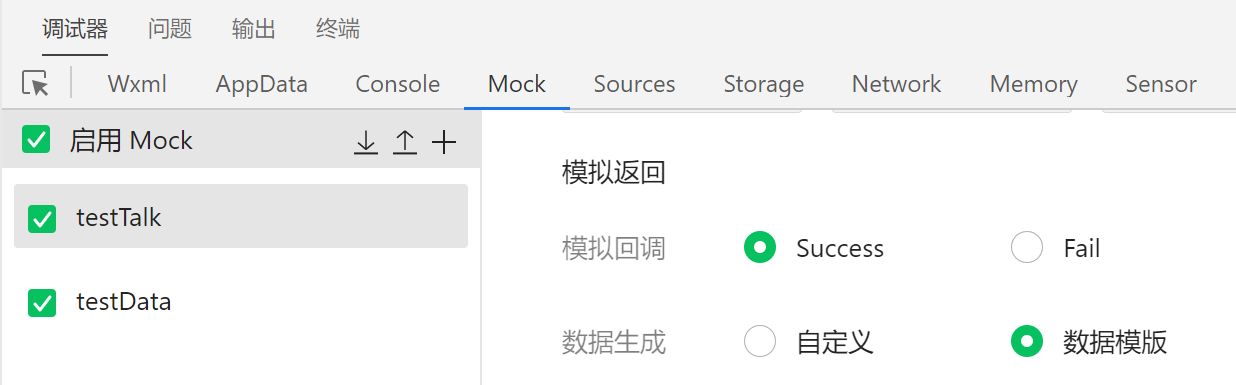 调试器 问题 输出 终端
Wxml AppData Console Mock Sources Storage Network Memory Sensor
启用 Mock
testTalk
testData
模拟返回
模拟回调 Success Fail
数据生成 自定义 数据模版